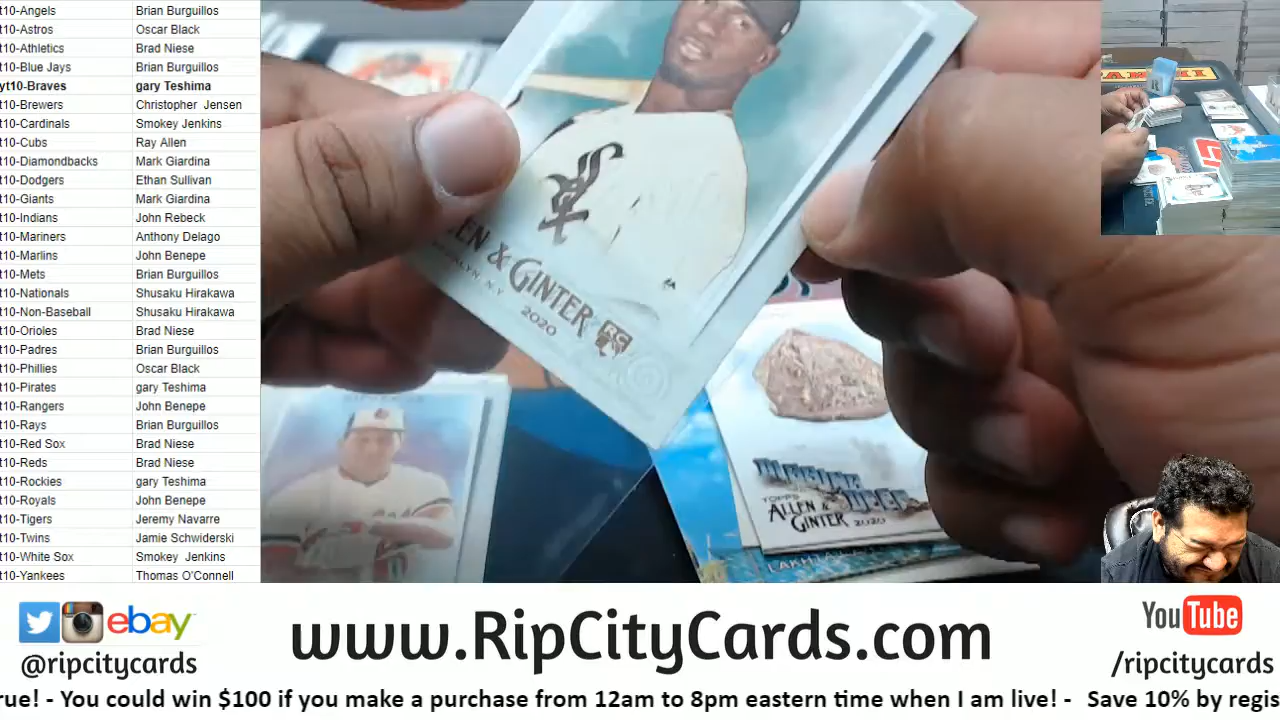 t10-Angels Brian Burguillos
t10-Astros Oscar Black
t10-Athletics Brad Niese
t10-Blue Jays Brian Burguillos
yt10-Braves gary Teshima
t10-Brewers Christopher Jensen
t10-Cardinals Smokey Jenkins
t10-Cubs Ray Allen
t10-Diamondbacks Mark Giardina
t10-Dodgers Ethan Sullivan
t10-Giants Mark Giardina
t10-Indians John Rebeck
t10-Mariners Anthony Delago
t10-Marlins John Benepe
t10-Mets Brian Burguillos
t10-Nationals Shusaku Hirakawa
t10-Non-Baseball Shusaku Hirakawa
t10-Orioles Brad Niese
t10-Padres Brian Burguillos
t10-Phillies Oscar Black
t10-Pirates gary Teshima
t10-Rangers John Benepe
t10-Rays Brian Burguillos
t10-Red Sox Brad Niese
t10-Reds Brad Niese
t10-Rockies gary Teshima
t10-Royals John Benepe
t10-Tigers Jeremy Navarre
t10-Twins Jamie Schwiderski
t10-White Sox Smokey Jenkins
t10-Yankees Thomas O'Connell
Sox
EN & GINTER
2020
RC
DIGGING
DEEP
TOPPS
ALLEN &
GINTER 2020
PANINI
ebay
@ripcitycards
www.RipCityCards.com
YouTube
/ripcitycards
rue! - You could win $100 if you make a purchase from 12am to 8pm eastern time when I am live! - Save 10% by regis